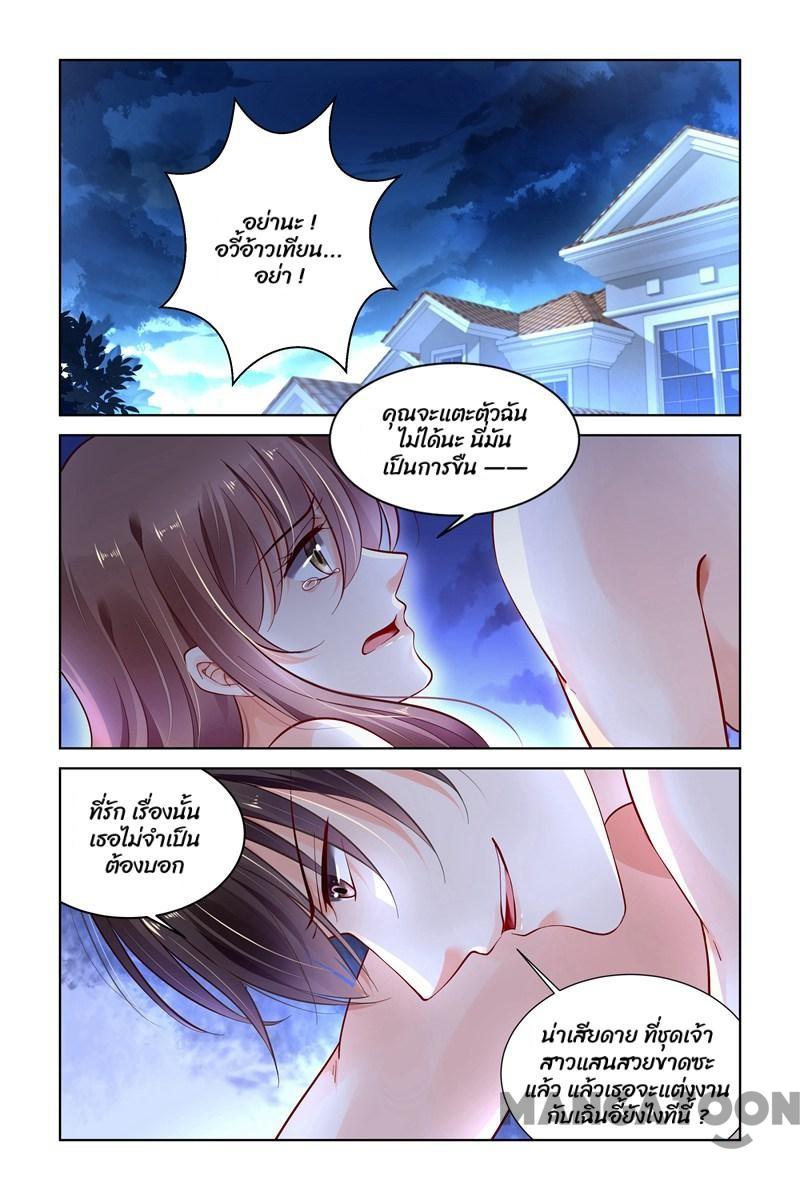 อย่านะ !
อวี้อ้าวเทียน...
อย่า !
คุณจะแตะตัวฉัน
ไม่ได้นะ นี่มัน
เป็นการขืน ——
ที่รัก เรื่องนั้น
เธอไม่จำเป็น
ต้องบอก
น่าเสียดาย ที่ชุดเจ้า
สาวแสนสวยขาดซะ
แล้ว แล้วเธอจะแต่งงาน
กับเฉินอี้ยังไงทีนี้ ?
MANGATOON